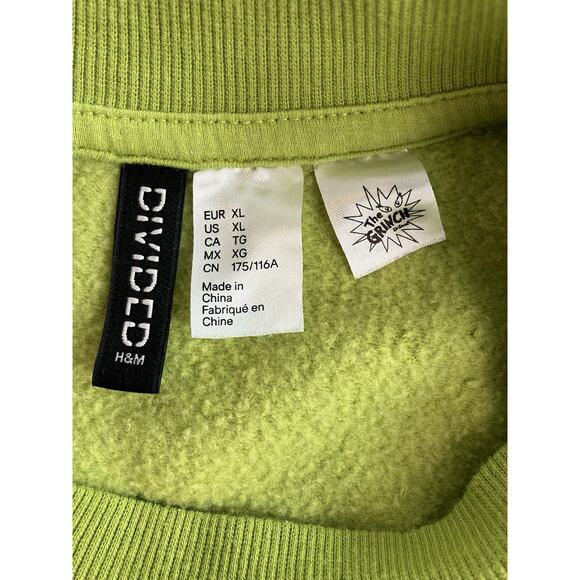 DIVIDED
H&M
EUR XL
US XL
CA TG
MX XG
CN 175/116A
Made in
China
Fabriqué en
Chine
The
GRINCH